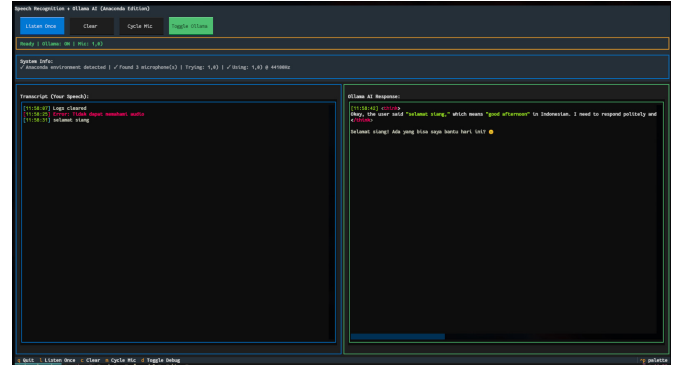 Speech Recognition + Ollama AI (Anaconda Edition)
Listen Once
Clear
Cycle Mic
Toggle Ollama
Ready | Ollama: ON | Mic: 1,0)
System Info:
✓ Anaconda environment detected | ✓ Found 3 microphone(s) | Trying: 1,0) | ✓ Using: 1,0) @ 44100Hz
Transcript (Your Speech):
[11:58:07] Logs cleared
[11:58:25] Error: Tidak dapat memahami audio
[11:58:31] selamat siang
Ollama AI Response:
[11:58:42] <think>
Okay, the user said "selamat siang," which means "good afternoon" in Indonesian. I need to respond politely and
</think>
Selamat siang! Ada yang bisa saya bantu hari ini? 😊
q Quit l Listen Once c Clear m Cycle Mic d Toggle Debug
^p palette